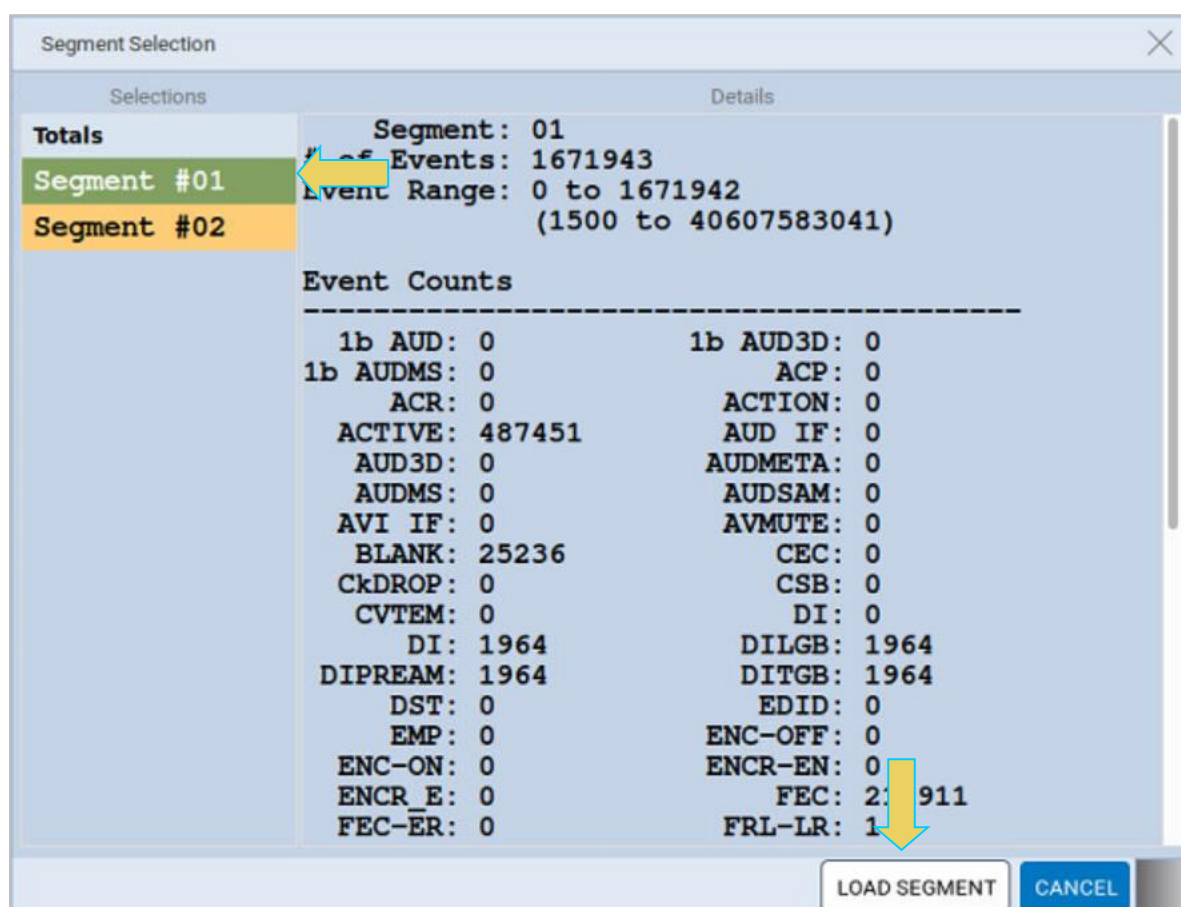 Segment Selection
Selections Details
Totals
Segment #01
Segment #02
Segment: 01
of Events: 1671943
Event Range: 0 to 1671942
(1500 to 40607583041)
Event Counts
-----------------------------------------
1b AUD: 0 1b AUD3D: 0
1b AUDMS: 0 ACP: 0
ACR: 0 ACTION: 0
ACTIVE: 487451 AUD IF: 0
AUD3D: 0 AUDMETA: 0
AUDMS: 0 AUDSAM: 0
AVI IF: 0 AVMUTE: 0
BLANK: 25236 CEC: 0
CkDROP: 0 CSB: 0
CVTEM: 0 DI: 0
DI: 1964 DILGB: 1964
DIPREAM: 1964 DITGB: 1964
DST: 0 EDID: 0
EMP: 0 ENC-OFF: 0
ENC-ON: 0 ENCR-EN: 0
ENCR_E: 0 FEC:
FEC-ER: 0 FRL-LR: 1
LOAD SEGMENT CANCEL